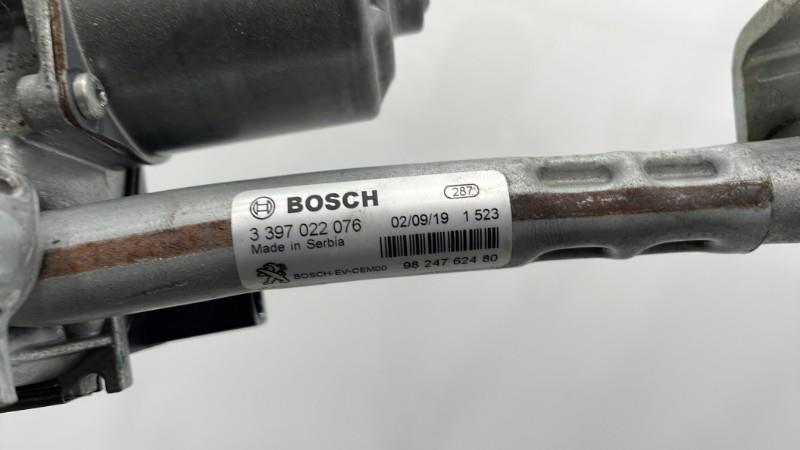 BOSCH 287
3 397 022 076 02/09/19 1 523
Made in Serbia
BOSCH-EV-CEM00 98 247 624 80